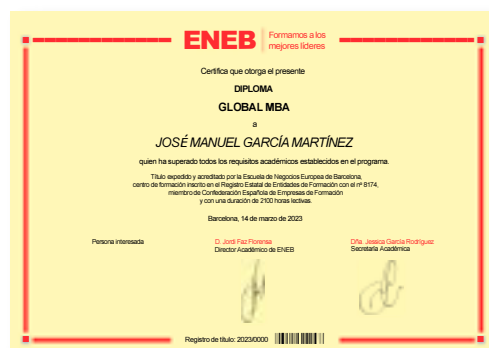 ENEB
Formamos a los
mejores líderes
Certifica que otorga el presente
DIPLOMA
GLOBAL MBA
a
JOSÉ MANUEL GARCÍA MARTÍNEZ
quien ha superado todos los requisitos académicos establecidos en el programa.
Título expedido y acreditado por la Escuela de Negocios Europea de Barcelona,
centro de formación inscrito en el Registro Estatal de Entidades de Formación con el nº 8174,
miembro de Confederación Española de Empresas de Formación
y con una duración de 2100 horas lectivas.
Barcelona, 14 de marzo de 2023
Persona interesada
D. Jordi Faz Florensa
Director Académico de ENEB
Dña. Jessica García Rodríguez
Secretaría Académica
Registro de título: 2023/0000